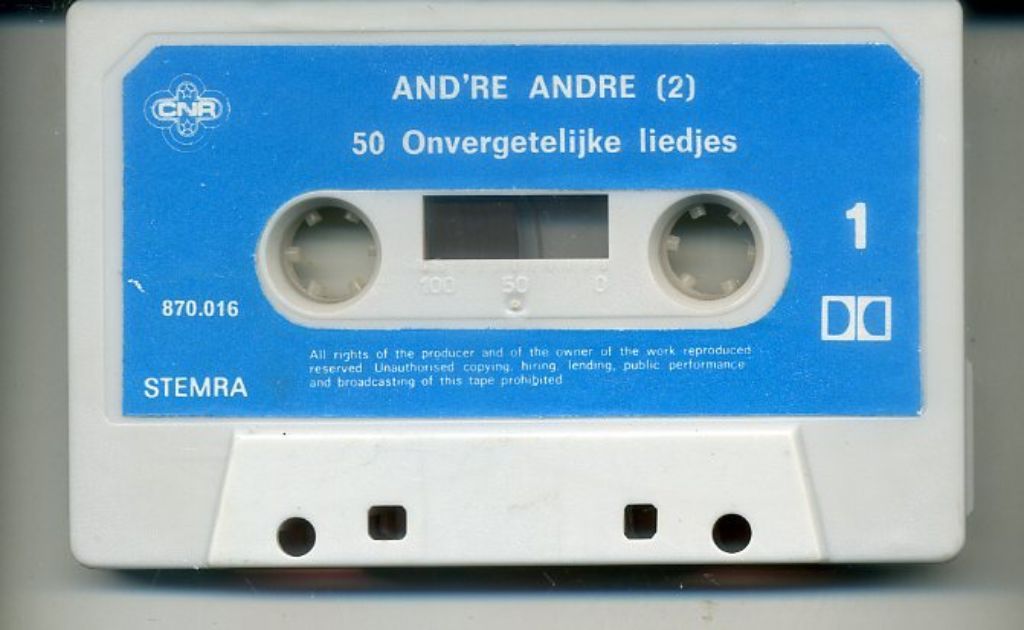 CNR
AND'RE ANDRE (2)
50 Onvergetelijke liedjes
1
100 50 0
870.016
All rights of the producer and of the owner of the work reproduced
reserved Unauthorised copying, hiring, lending, public performance
and broadcasting of this tape prohibited
STEMRA